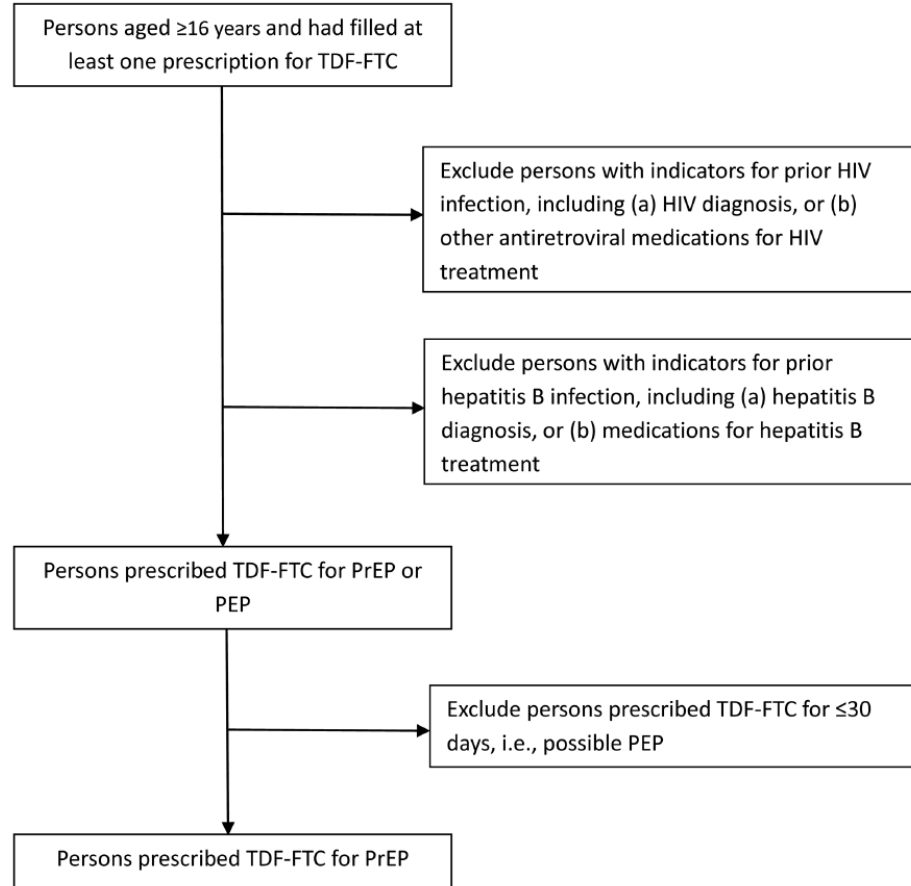 Persons aged ≥16 years and had filled at
least one prescription for TDF-FTC
Exclude persons with indicators for prior HIV
infection, including (a) HIV diagnosis, or (b)
other antiretroviral medications for HIV
treatment
Exclude persons with indicators for prior
hepatitis B infection, including (a) hepatitis B
diagnosis, or (b) medications for hepatitis B
treatment
Persons prescribed TDF-FTC for PrEP or
PEP
Exclude persons prescribed TDF-FTC for ≤30
days, i.e., possible PEP
Persons prescribed TDF-FTC for PrEP